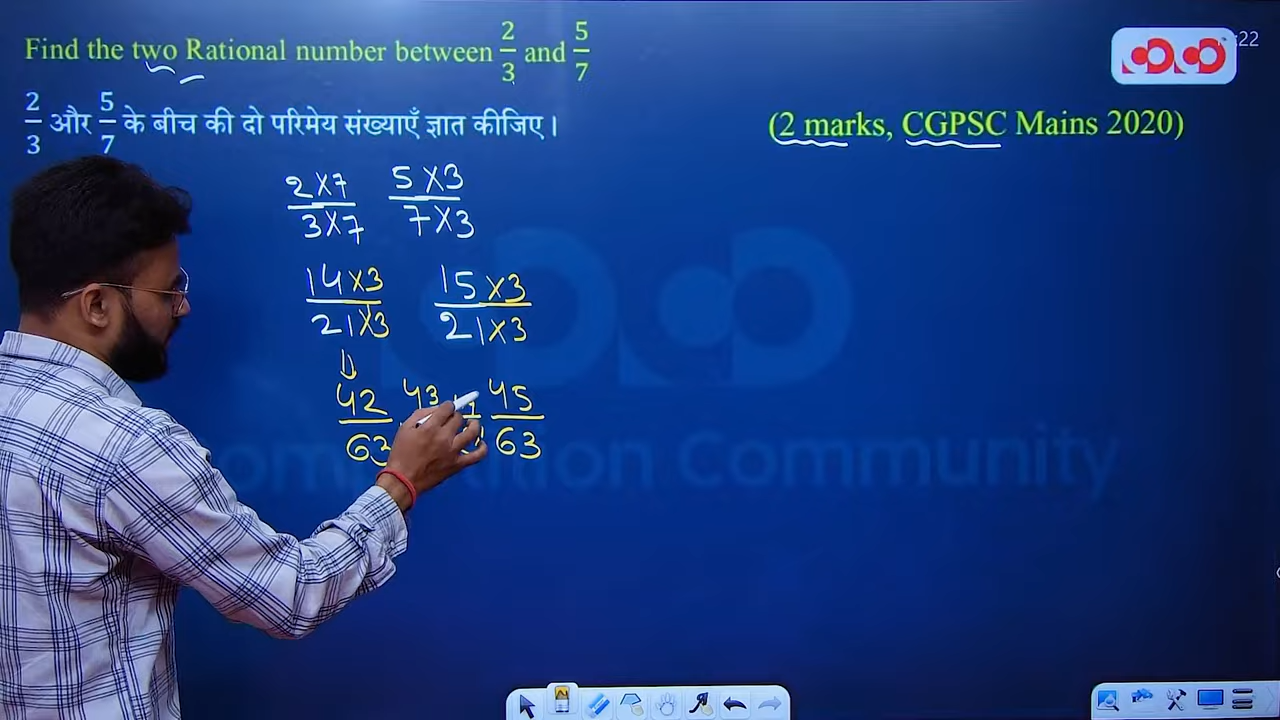 Find the two Rational number between 2/3 and 5/7
2/3 और 5/7 के बीच की दो परिमेय संख्याएँ ज्ञात कीजिए।
(2 marks, CGPSC Mains 2020)
:22
2×7/3×7 5×3/7×3
14×3/21×3 15×3/21×3
42/63 43 45/63
Community